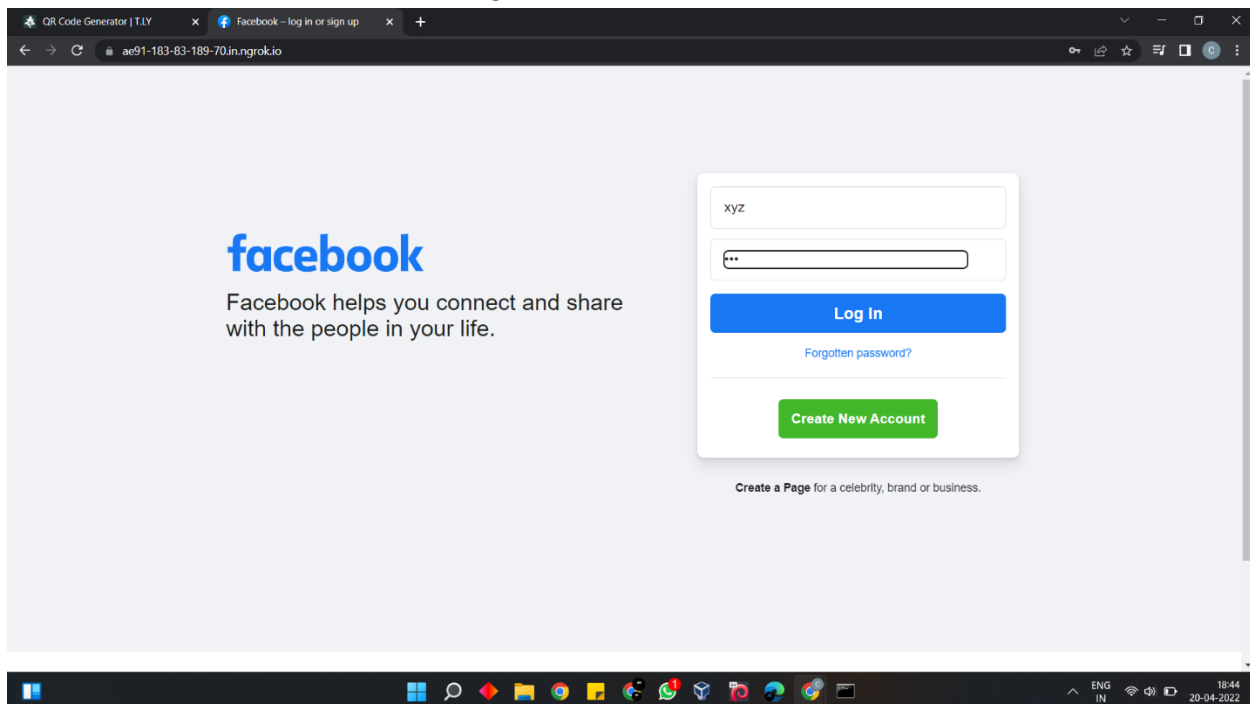 QR Code Generator | T.LY
Facebook – log in or sign up
ae91-183-83-189-70.in.ngrok.io
C
xyz
facebook
•••
Facebook helps you connect and share
with the people in your life.
Log In
Forgotten password?
Create New Account
Create a Page for a celebrity, brand or business.
1
ENG
IN
18:44
20-04-2022